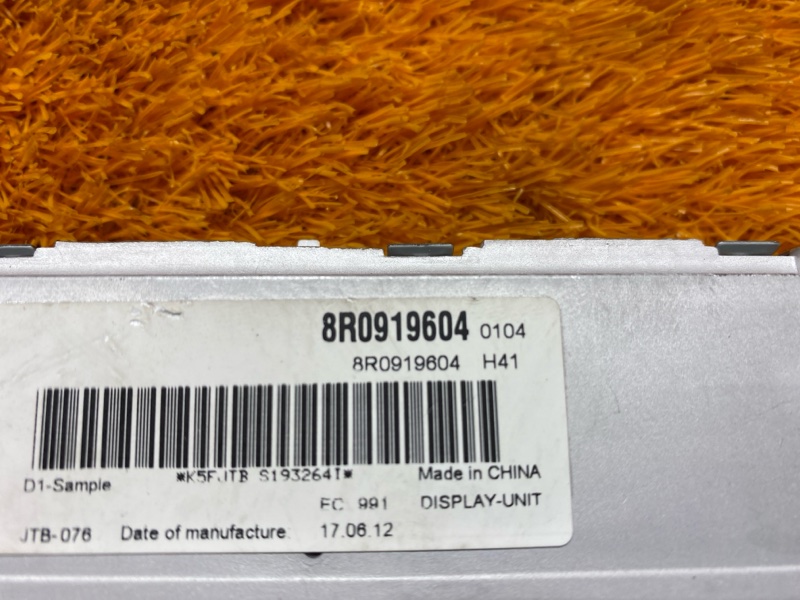 8R0919604 0104
8R0919604 H41
*K5FJTB S193264I*
D1-Sample
Made in CHINA
FC 991 DISPLAY-UNIT
JTB-076 Date of manufacture: 17.06.12